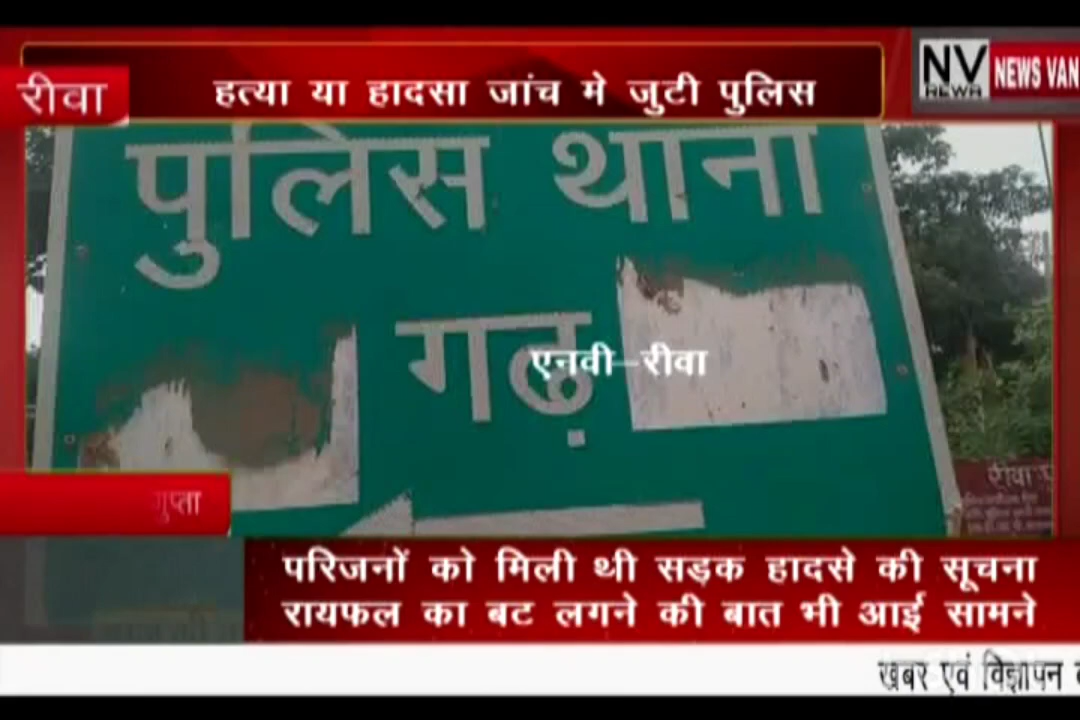 हत्या या हादसा जांच मे जुटी पुलिस
NV
REWA
NEWS VAN
रीवा
पुलिस थाना
गढ़
एनवी-रीवा
रीवा
गुप्ता
परिजनों को मिली थी सड़क हादसे की सूचना
रायफल का बट लगने की बात भी आई सामने
खबर एवं विज्ञापन